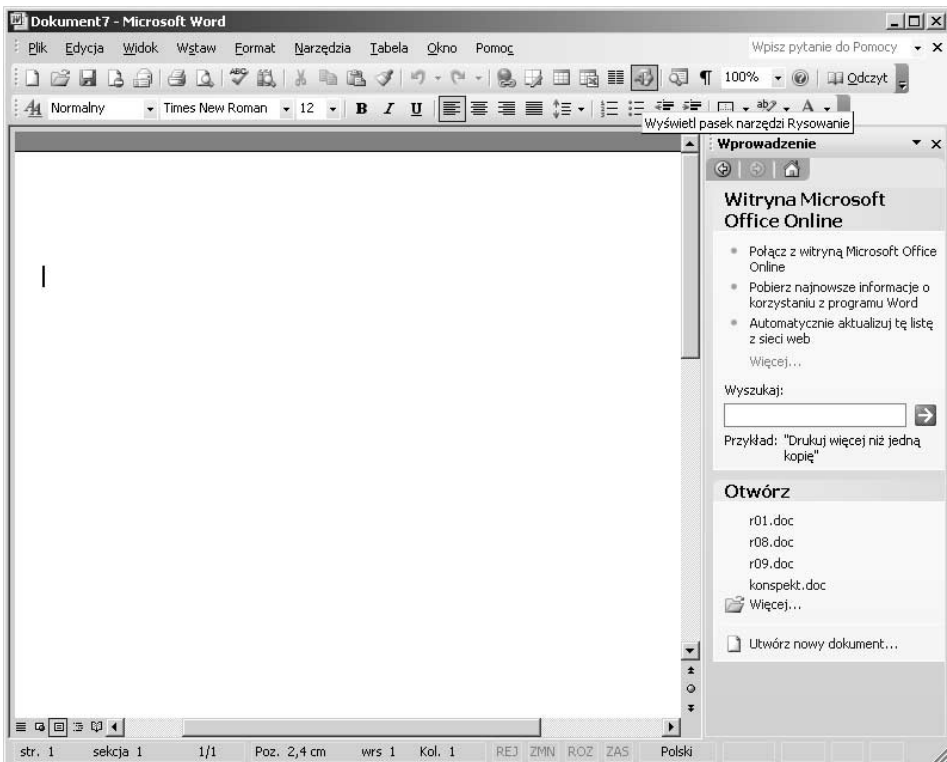 Dokument7 - Microsoft Word
Plik Edycja Widok Wstaw Format Narzędzia Tabela Okno Pomoc Wpisz pytanie do Pomocy
100% Odczyt
Normalny Times New Roman 12 B I U
Wyświetl pasek narzędzi Rysowanie
Wprowadzenie
Witryna Microsoft
Office Online
Połącz z witryną Microsoft Office
Online
Pobierz najnowsze informacje o
korzystaniu z programu Word
Automatycznie aktualizuj tę listę
z sieci web
Więcej...
Wyszukaj:
Przykład: "Drukuj więcej niż jedną
kopię"
Otwórz
r01.doc
r08.doc
r09.doc
konspekt.doc
Więcej...
Utwórz nowy dokument...
str. 1 sekcja 1 1/1 Poz. 2,4 cm wrs 1 Kol. 1 REJ ZMN ROZ ZAS Polski